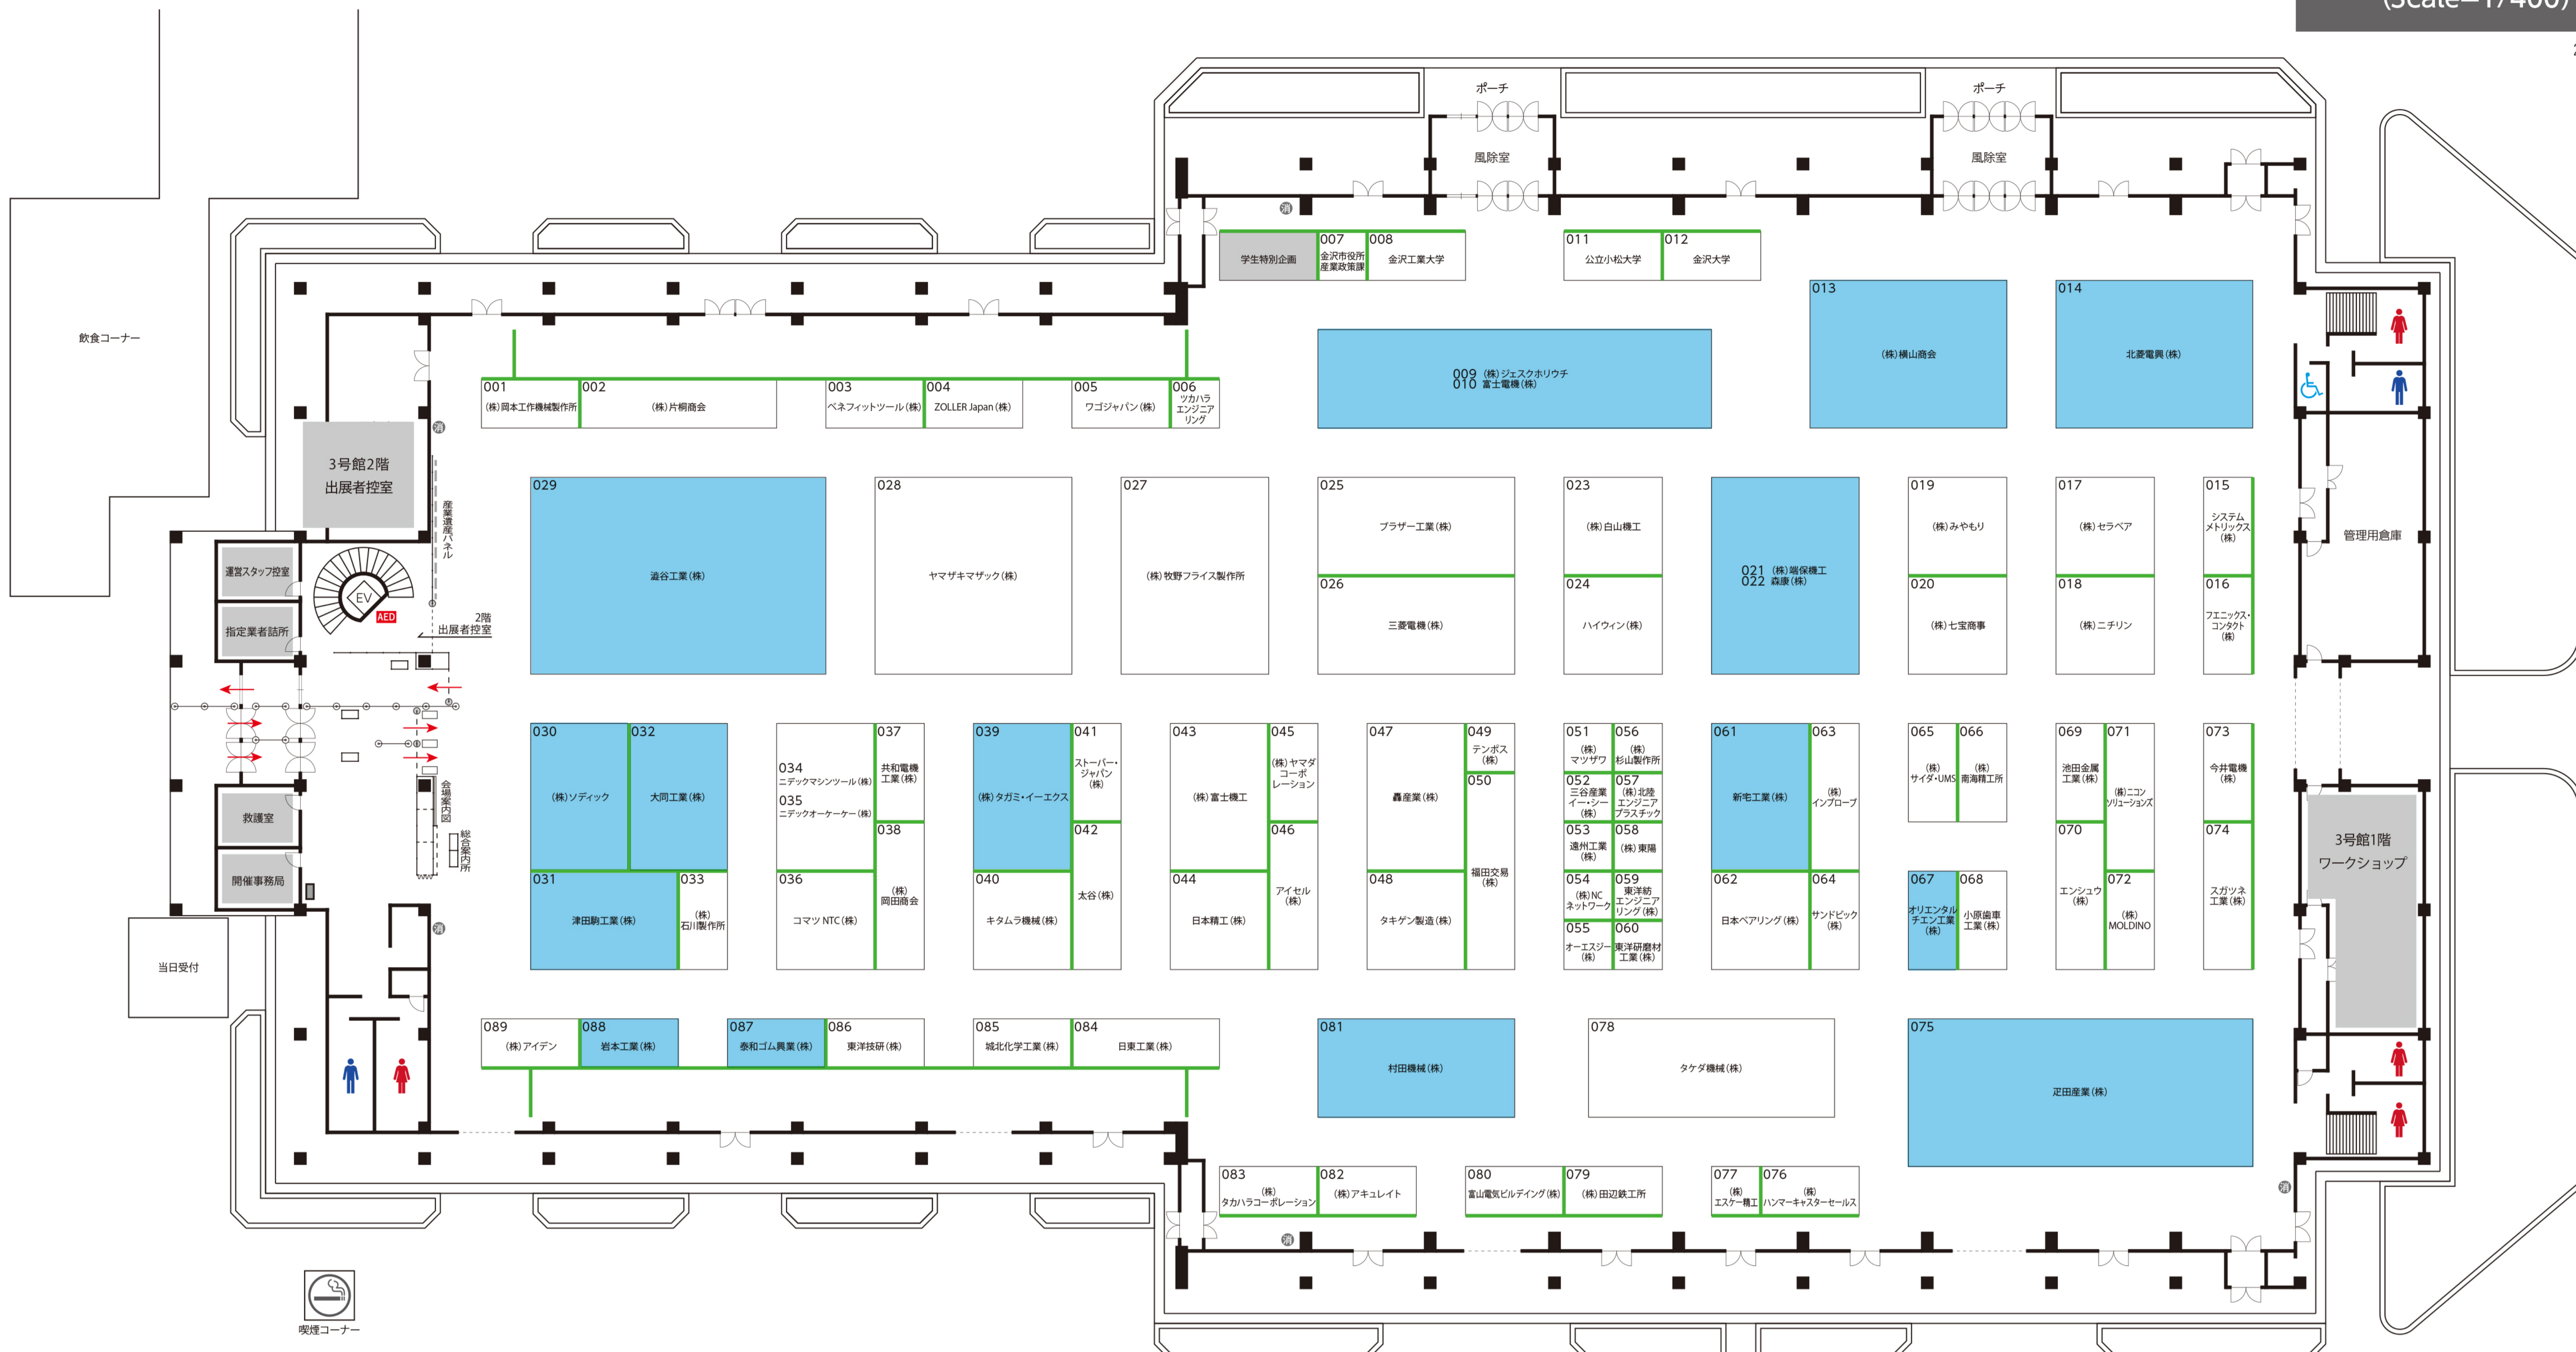 ポーチ
ポーチ
風除室
風除室
消
学生特別企画
007
金沢市役所
産業政策課
008
金沢工業大学
011
公立小松大学
012
金沢大学
013
(株)横山商会
014
北菱電興(株)
009 (株)ジェスクホリウチ
010 富士電機(株)
飲食コーナー
001
(株)岡本工作機械製作所
002
(株)片桐商会
003
ベネフィットツール(株)
004
ZOLLER Japan(株)
005
ワゴジャパン(株)
006
ツカハラ
エンジニア
リング
消
3号館2階
出展者控室
産業遺産パネル
運営スタッフ控室
指定業者詰所
EV
AED
2階
出展者控室
029
澁谷工業(株)
028
ヤマザキマザック(株)
027
(株)牧野フライス製作所
025
ブラザー工業(株)
026
三菱電機(株)
023
(株)白山機工
024
ハイウィン(株)
021 (株)端保機工
022 森康(株)
019
(株)みやもり
020
(株)七宝商事
017
(株)セラベア
018
(株)ニチリン
015
システム
メトリックス
(株)
016
フエニックス・
コンタクト
(株)
管理用倉庫
030
(株)ソディック
032
大同工業(株)
031
津田駒工業(株)
033
(株)
石川製作所
034
ニデックマシンツール(株)
035
ニデックオーケーケー(株)
036
コマツNTC(株)
037
共和電機
工業(株)
038
(株)
岡田商会
039
(株)タガミ・イーエクス
040
キタムラ機械(株)
041
ストーバー・
ジャパン
(株)
042
太谷(株)
043
(株)富士機工
044
日本精工(株)
045
(株)ヤマダ
コーポ
レーション
046
アイセル
(株)
047
轟産業(株)
048
タキゲン製造(株)
049
テンポス
(株)
050
福田交易
(株)
051
(株)
マツザワ
056
(株)
杉山製作所
052
三谷産業
イー・シー
(株)
057
(株)北陸
エンジニア
プラスチック
053
遠州工業
(株)
058
(株)東陽
054
(株)NC
ネットワーク
059
東洋紡
エンジニア
リング(株)
055
オーエスジー
(株)
060
東洋研磨材
工業(株)
061
新宅工業(株)
062
日本ベアリング(株)
063
(株)
インプローブ
064
サンドビック
(株)
065
(株)
サイダ・UMS
066
(株)
南海精工所
067
オリエンタル
チエン工業
(株)
068
小原歯車
工業(株)
069
池田金属
工業(株)
070
エンシュウ
(株)
071
(株)ニコン
ソリューションズ
072
(株)
MOLDINO
073
今井電機
(株)
074
スガツネ
工業(株)
3号館1階
ワークショップ
会場案内図
総合案内所
救護室
開催事務局
当日受付
消
089
(株)アイデン
088
岩本工業(株)
087
泰和ゴム興業(株)
086
東洋技研(株)
085
城北化学工業(株)
084
日東工業(株)
081
村田機械(株)
078
タケダ機械(株)
075
疋田産業(株)
083
(株)
タカハラコーポレーション
082
(株)アキュレイト
080
富山電気ビルデイング(株)
079
(株)田辺鉄工所
077
(株)
エスケー精工
076
(株)
ハンマーキャスターセールス
消
消
喫煙コーナー